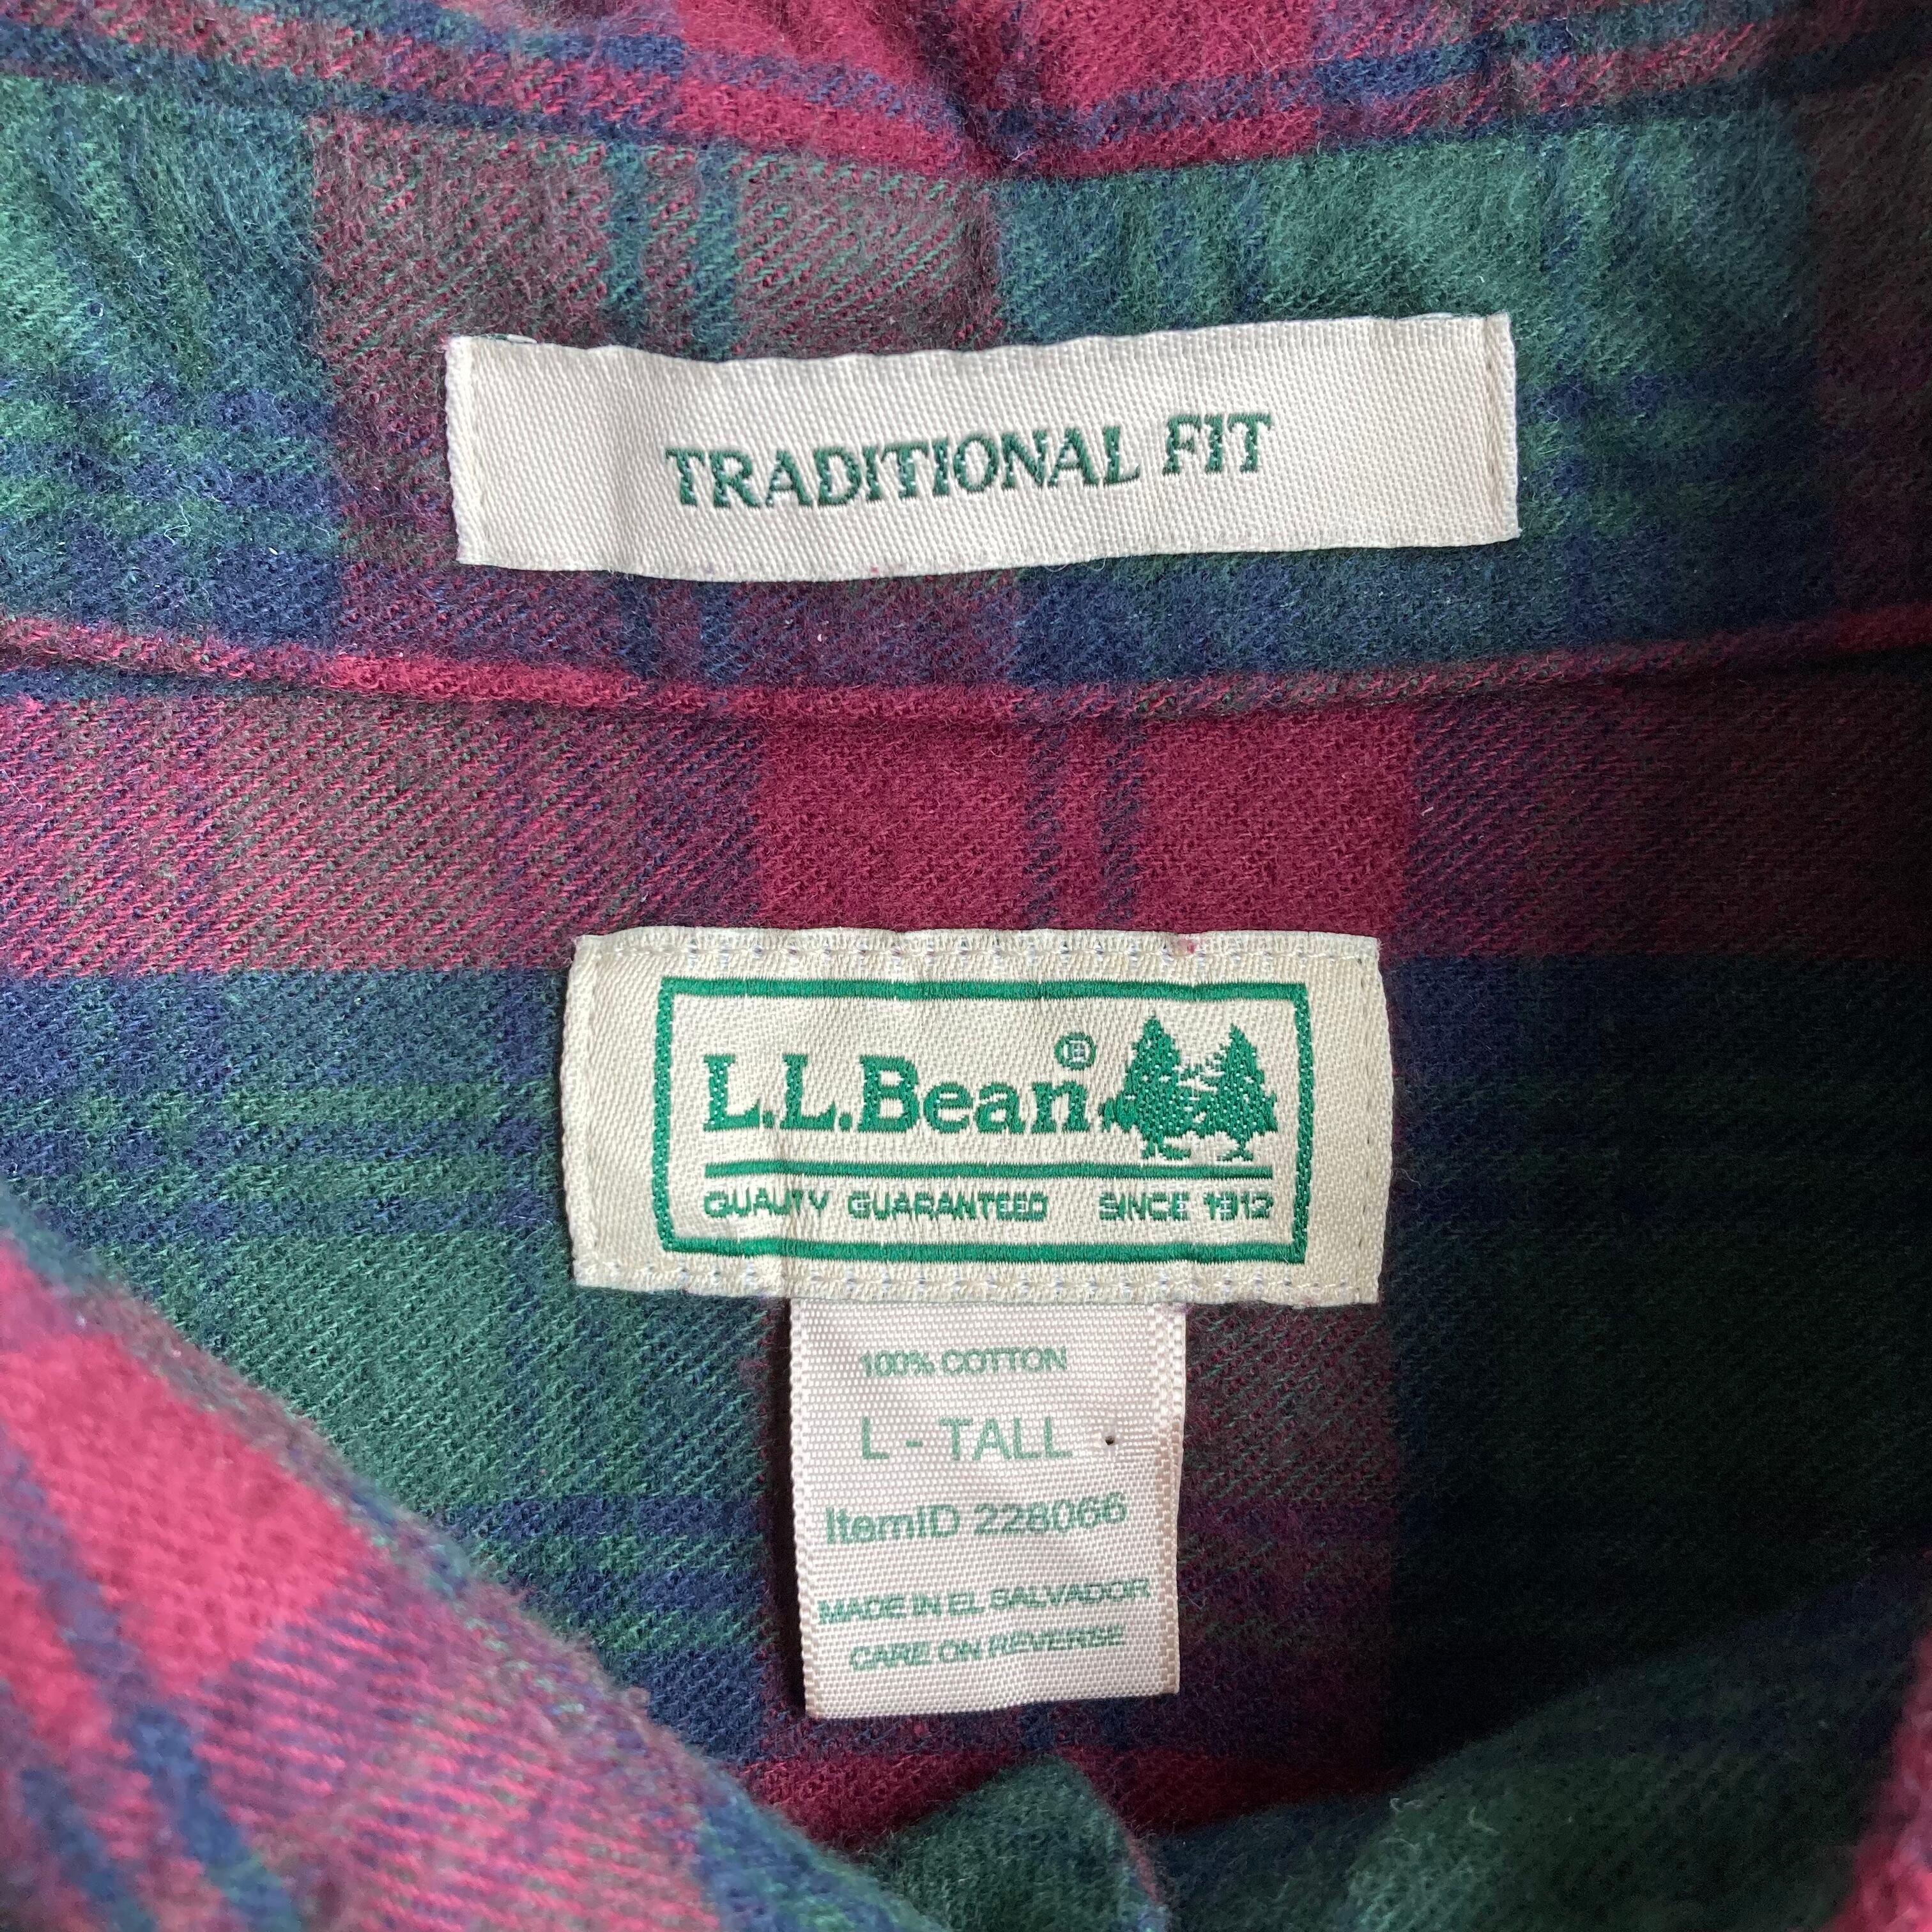 TRADITIONAL FIT
L.L.Bean®
QUALITY GUARANTEED SINCE 1912
100% COTTON
L - TALL
ItemID 228066
MADE IN EL SALVADOR
CARE ON REVERSE